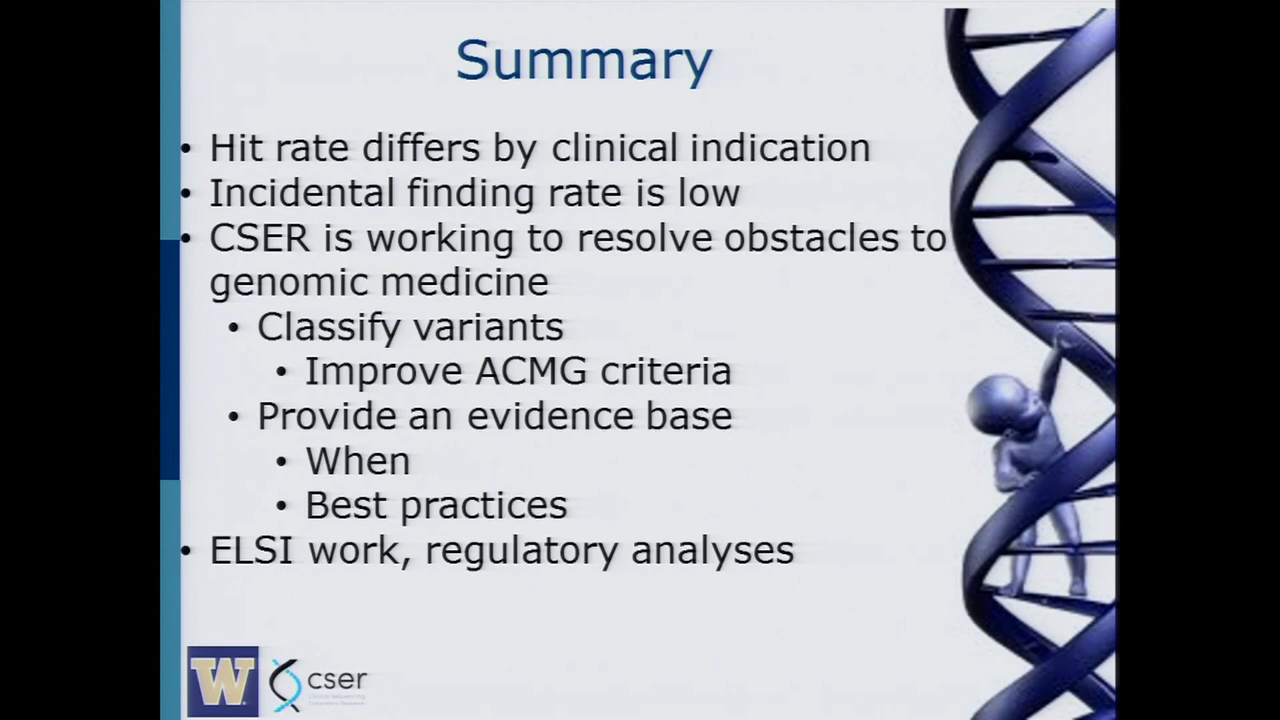 Summary
• Hit rate differs by clinical indication
• Incidental finding rate is low
• CSER is working to resolve obstacles to
genomic medicine
• Classify variants
• Improve ACMG criteria
• Provide an evidence base
• When
• Best practices
• ELSI work, regulatory analyses
W
cser